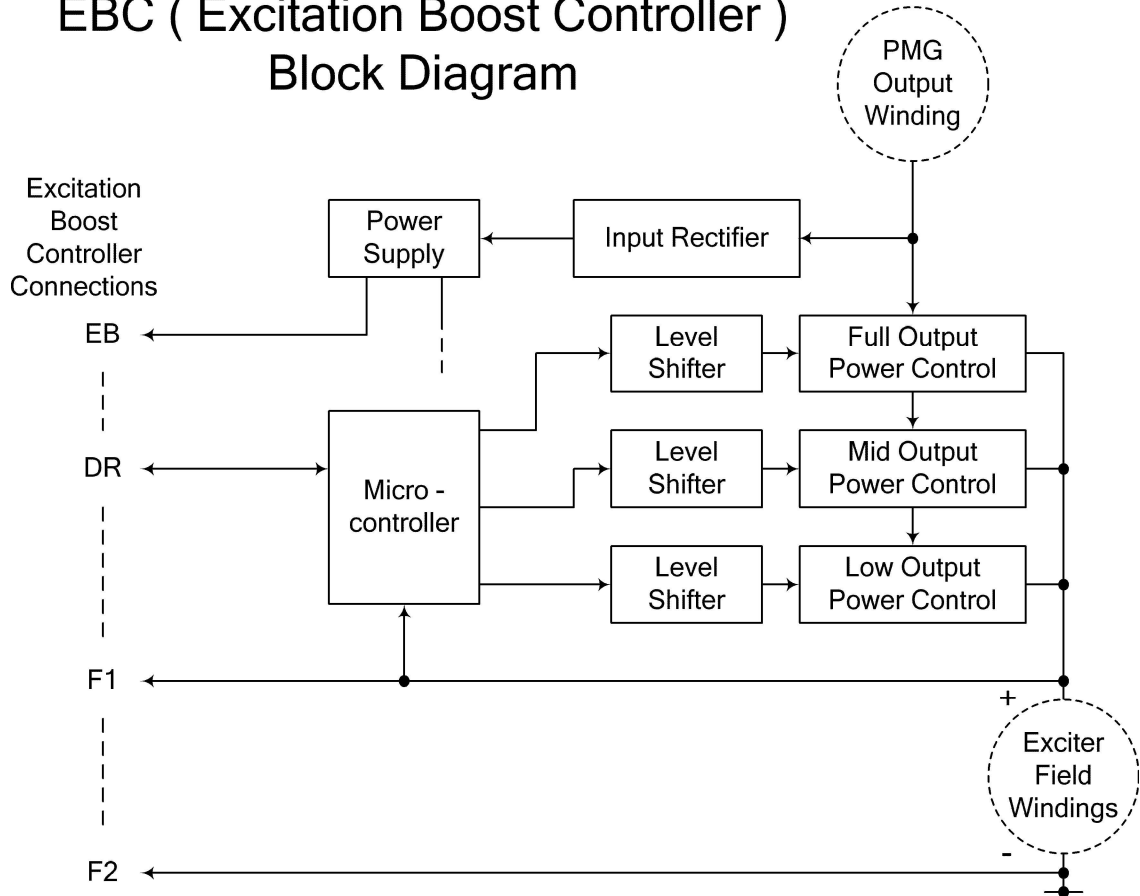 EBC ( Excitation Boost Controller )
Block Diagram
PMG
Output
Winding
Excitation
Boost
Controller
Connections
Power
Supply
Input Rectifier
EB
Level
Shifter
Full Output
Power Control
DR
Micro -
controller
Level
Shifter
Mid Output
Power Control
Level
Shifter
Low Output
Power Control
F1
+
Exciter
Field
Windings
-
F2